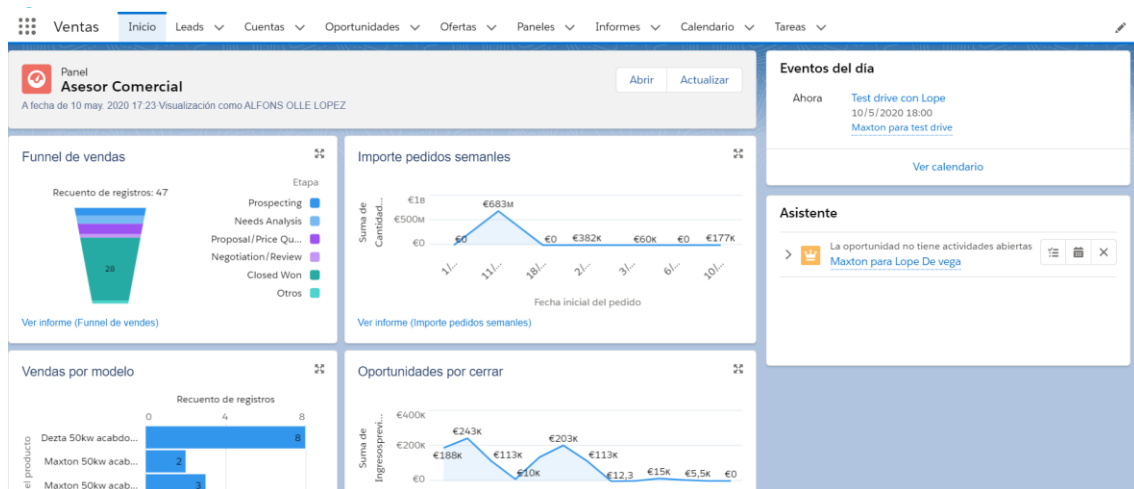 Ventas
Inicio
Leads
Cuentas
Oportunidades
Ofertas
Paneles
Informes
Calendario
Tareas
Panel
Asesor Comercial
A fecha de 10 may. 2020 17:23·Visualización como ALFONS OLLE LOPEZ
Abrir
Actualizar
Funnel de vendas
Recuento de registros: 47
28
Etapa
Prospecting
Needs Analysis
Proposal/Price Qu...
Negotiation/Review
Closed Won
Otros
Ver informe (Funnel de vendes)
Importe pedidos semanles
Suma de
Cantidad...
€1B
€500M
€0
€0
€683M
€0
€382K
€60K
€0
€177K
1/...
11/...
18/...
2/...
3/...
6/...
10/...
Fecha inicial del pedido
Ver informe (Importe pedidos semanles)
Vendas por modelo
Recuento de registros
0
4
8
el producto
Dezta 50kw acabdo...
8
Maxton 50kw acab...
2
Maxton 50kw acab...
3
Oportunidades por cerrar
Suma de
Ingresosprevi...
€400K
€200K
€0
€188K
€243K
€113K
€10K
€203K
€113K
€12,3
€15K
€5,5K
€0
Eventos del día
Ahora
Test drive con Lope
10/5/2020 18:00
Maxton para test drive
Ver calendario
Asistente
La oportunidad no tiene actividades abiertas
Maxton para Lope De vega